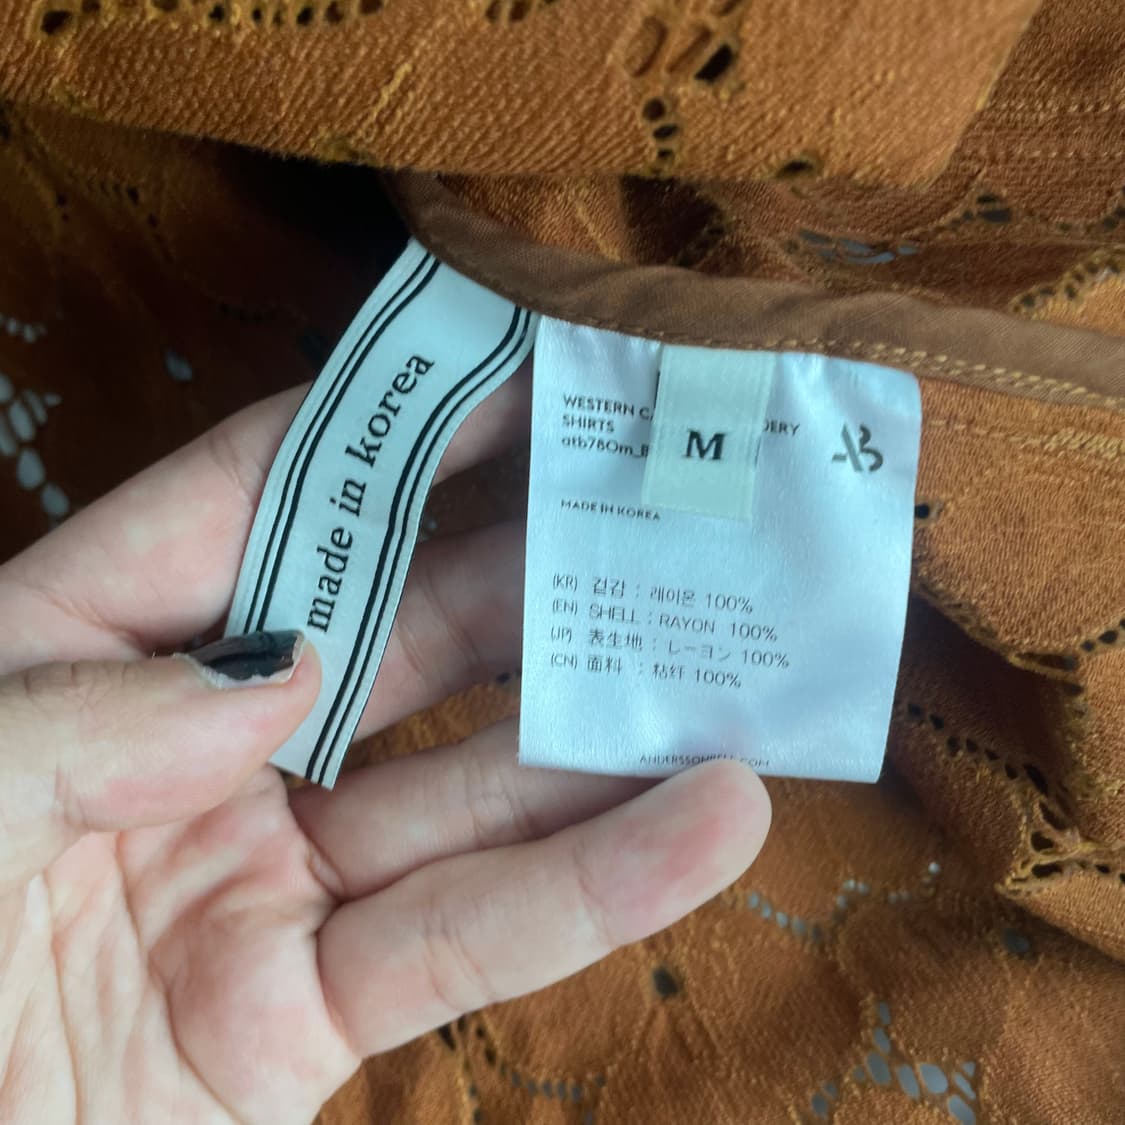 made in korea
WESTERN
SHIRTS
M
MADE IN KOREA
(KR) 겉감 : 레이온 100%
(EN) SHELL : RAYON 100%
(JP) 表生地 : レーヨン 100%
(CN) 面料 : 粘纤 100%